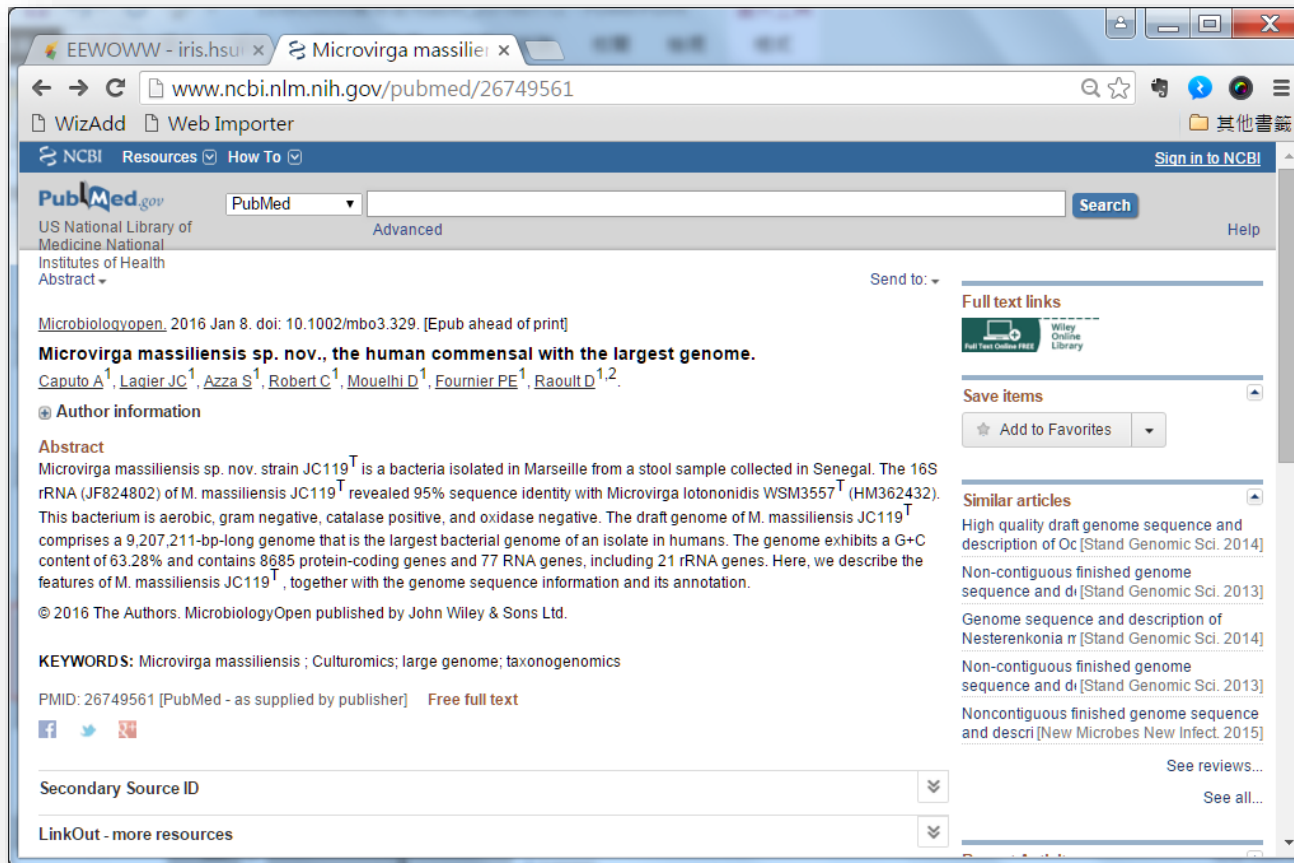 EEWOWW - iris.hsu
Microvirga massilien
www.ncbi.nlm.nih.gov/pubmed/26749561
WizAdd Web Importer 其他書籤
NCBI Resources How To Sign in to NCBI
PubMed.gov PubMed Search
US National Library of
Medicine National
Institutes of Health
Advanced Help
Abstract Send to:
Microbiologyopen. 2016 Jan 8. doi: 10.1002/mbo3.329. [Epub ahead of print]
Microvirga massiliensis sp. nov., the human commensal with the largest genome.
Caputo A1, Lagier JC1, Azza S1, Robert C1, Mouelhi D1, Fournier PE1, Raoult D1,2.
Author information
Abstract
Microvirga massiliensis sp. nov. strain JC119T is a bacteria isolated in Marseille from a stool sample collected in Senegal. The 16S
rRNA (JF824802) of M. massiliensis JC119T revealed 95% sequence identity with Microvirga lotononidis WSM3557T (HM362432).
This bacterium is aerobic, gram negative, catalase positive, and oxidase negative. The draft genome of M. massiliensis JC119T
comprises a 9,207,211-bp-long genome that is the largest bacterial genome of an isolate in humans. The genome exhibits a G+C
content of 63.28% and contains 8685 protein-coding genes and 77 RNA genes, including 21 rRNA genes. Here, we describe the
features of M. massiliensis JC119T , together with the genome sequence information and its annotation.
© 2016 The Authors. MicrobiologyOpen published by John Wiley & Sons Ltd.
KEYWORDS: Microvirga massiliensis ; Culturomics; large genome; taxonogenomics
PMID: 26749561 [PubMed - as supplied by publisher] Free full text
Secondary Source ID
LinkOut - more resources
Full text links
Full Text Online FREE
Wiley
Online
Library
Save items
Add to Favorites
Similar articles
High quality draft genome sequence and
description of Oc [Stand Genomic Sci. 2014]
Non-contiguous finished genome
sequence and de [Stand Genomic Sci. 2013]
Genome sequence and description of
Nesterenkonia m [Stand Genomic Sci. 2014]
Non-contiguous finished genome
sequence and de [Stand Genomic Sci. 2013]
Noncontiguous finished genome sequence
and descri [New Microbes New Infect. 2015]
See reviews...
See all...